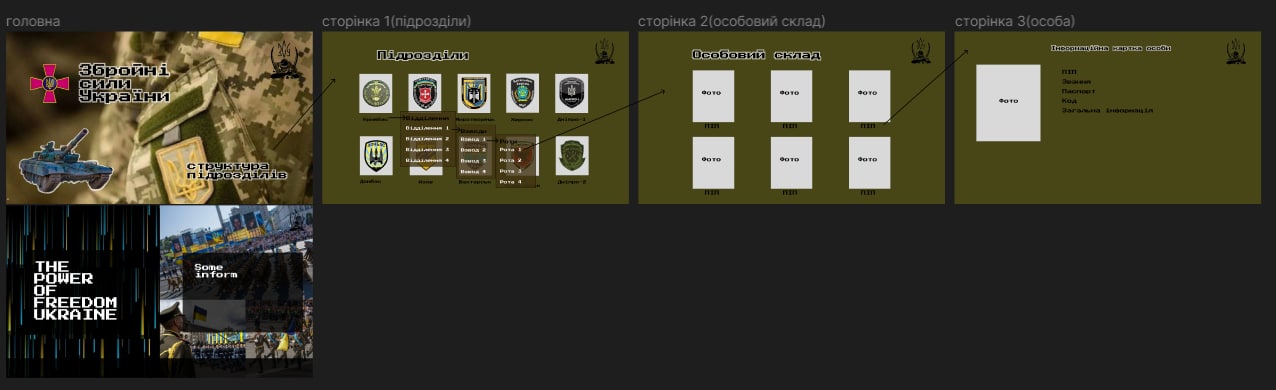 головна
Збройні
сили
України
структура
підрозділів
THE
POWER
OF
FREEDOM
UKRAINE
Some
inform
сторінка 1(підрозділи)
Підрозділи
Дніпро-1
Відділення
Відділення 1
Відділення 2
Відділення 3
Відділення 4
Взводи
Взвод 1
Взвод 2
Взвод 3
Взвод 4
Роти
Рота 1
Рота 2
Рота 3
Рота 4
Донбас
Дніпро-2
сторінка 2(особовий склад)
Особовий склад
Фото
Фото
Фото
ПІП
ПІП
ПІП
Фото
Фото
Фото
ПІП
ПІП
ПІП
сторінка 3(особа)
Інформаційна картка особи
Фото
ПІП
Звання
Паспорт
Код
Загальна інформація